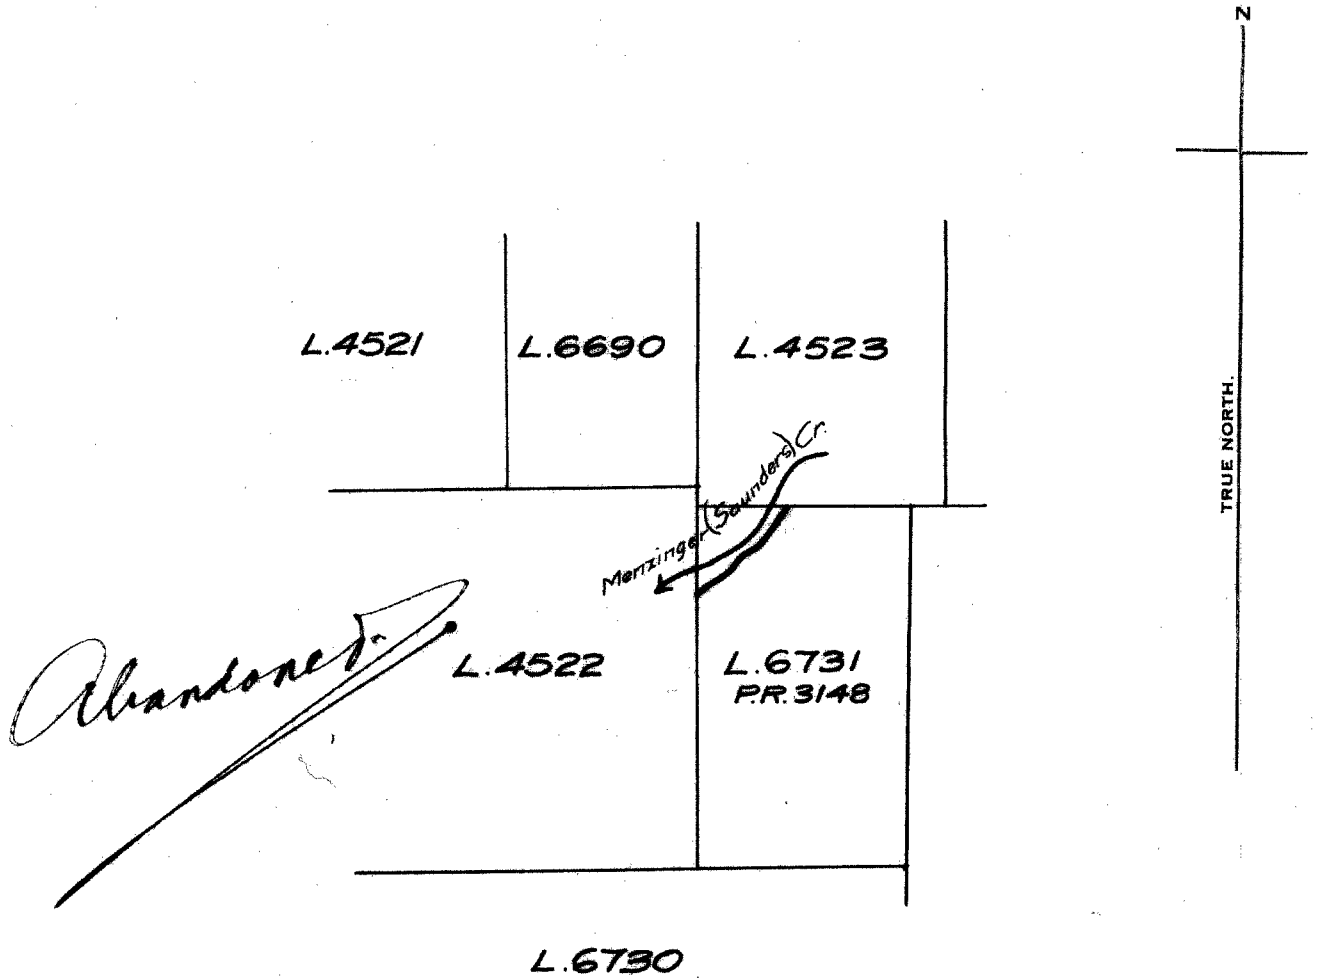 N
TRUE NORTH.
L.4521
L.6690
L.4523
Menzinger (Saunders) Cr.
Abandoned.
L.4522
L.6731
P.R.3148
L.6730